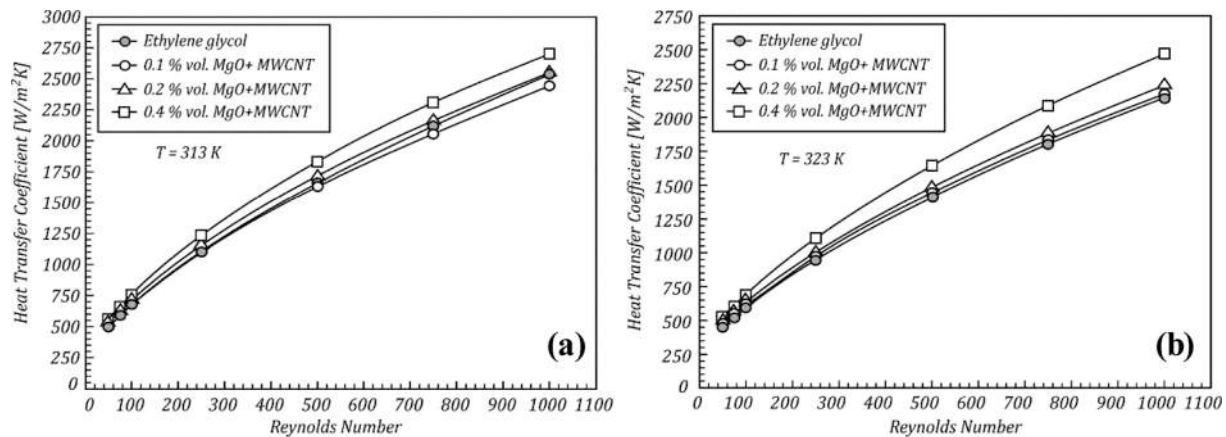 3000
2750
2500
2250
2000
1750
1500
1250
1000
750
500
250
0
Heat Transfer Coefficient [W/m²K]
Ethylene glycol
0.1 % vol. MgO+ MWCNT
0.2 % vol. MgO+MWCNT
0.4 % vol. MgO+MWCNT
T = 313 K
(a)
0 100 200 300 400 500 600 700 800 900 1000 1100
Reynolds Number
2750
2500
2250
2000
1750
1500
1250
1000
750
500
250
0
Heat Transfer Coefficient [W/m²K]
Ethylene glycol
0.1 % vol. MgO+ MWCNT
0.2 % vol. MgO+MWCNT
0.4 % vol. MgO+MWCNT
T = 323 K
(b)
0 100 200 300 400 500 600 700 800 900 1000 1100
Reynolds Number